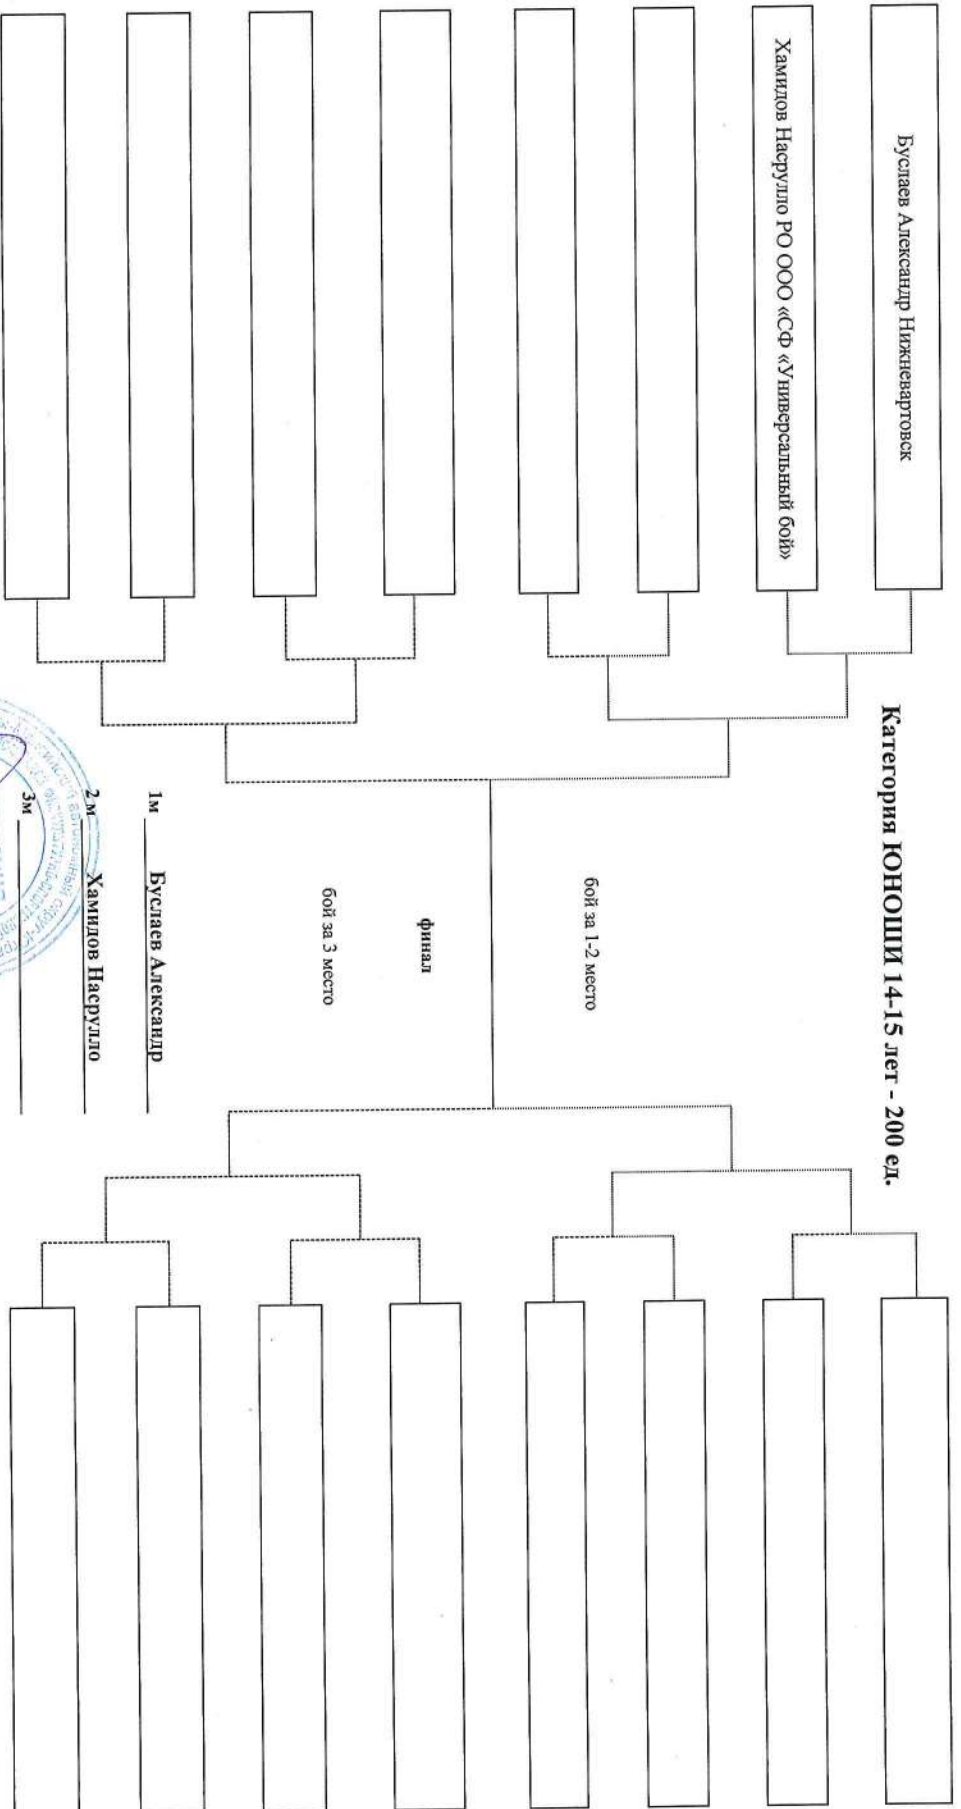 Категория ЮНОШИ 14-15 лет - 200 ед.
Буслаев Александр Нижневартовск
Хамидов Насрулло РО ООО «СФ «Универсальный бой»
бой за 1-2 место
финал
бой за 3 место
1м Буслаев Александр
2 м Хамидов Насрулло
3м